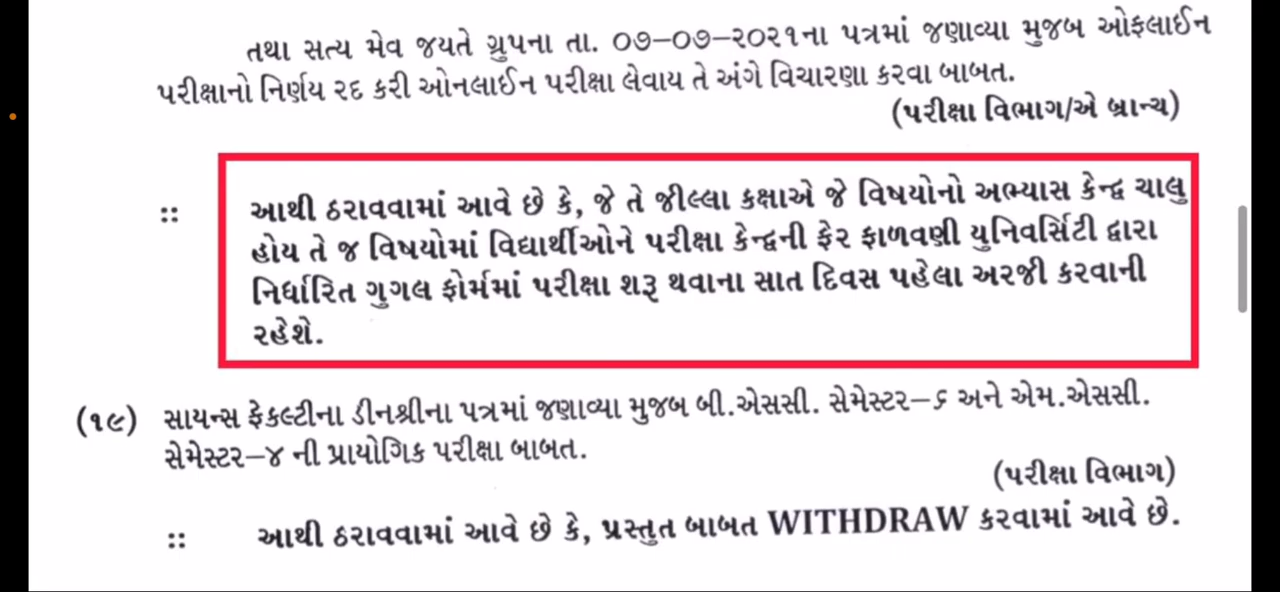 તથા સત્ય મેવ જયતે ગ્રુપના તા. ૦૭–૦૭–૨૦૨૧ના પત્રમાં જણાવ્યા મુજબ ઓફલાઈન
પરીક્ષાનો નિર્ણય રદ કરી ઓનલાઈન પરીક્ષા લેવાય તે અંગે વિચારણા કરવા બાબત.
(પરીક્ષા વિભાગ/એ બ્રાન્ચ)
:: આથી ઠરાવવામાં આવે છે કે, જે તે જીલ્લા કક્ષાએ જે વિષયોનો અભ્યાસ કેન્દ્ર ચાલુ
હોય તે જ વિષયોમાં વિદ્યાર્થીઓને પરીક્ષા કેન્દ્રની ફેર ફાળવણી યુનિવર્સિટી દ્વારા
નિર્ધારિત ગુગલ ફોર્મમાં પરીક્ષા શરૂ થવાના સાત દિવસ પહેલા અરજી કરવાની
રહેશે.
(૧૯) સાયન્સ ફેકલ્ટીના ડીનશ્રીના પત્રમાં જણાવ્યા મુજબ બી.એસસી. સેમેસ્ટર–૬ અને એમ.એસસી.
સેમેસ્ટર–૪ ની પ્રાયોગિક પરીક્ષા બાબત.
(પરીક્ષા વિભાગ)
:: આથી ઠરાવવામાં આવે છે કે, પ્રસ્તુત બાબત WITHDRAW કરવામાં આવે છે.